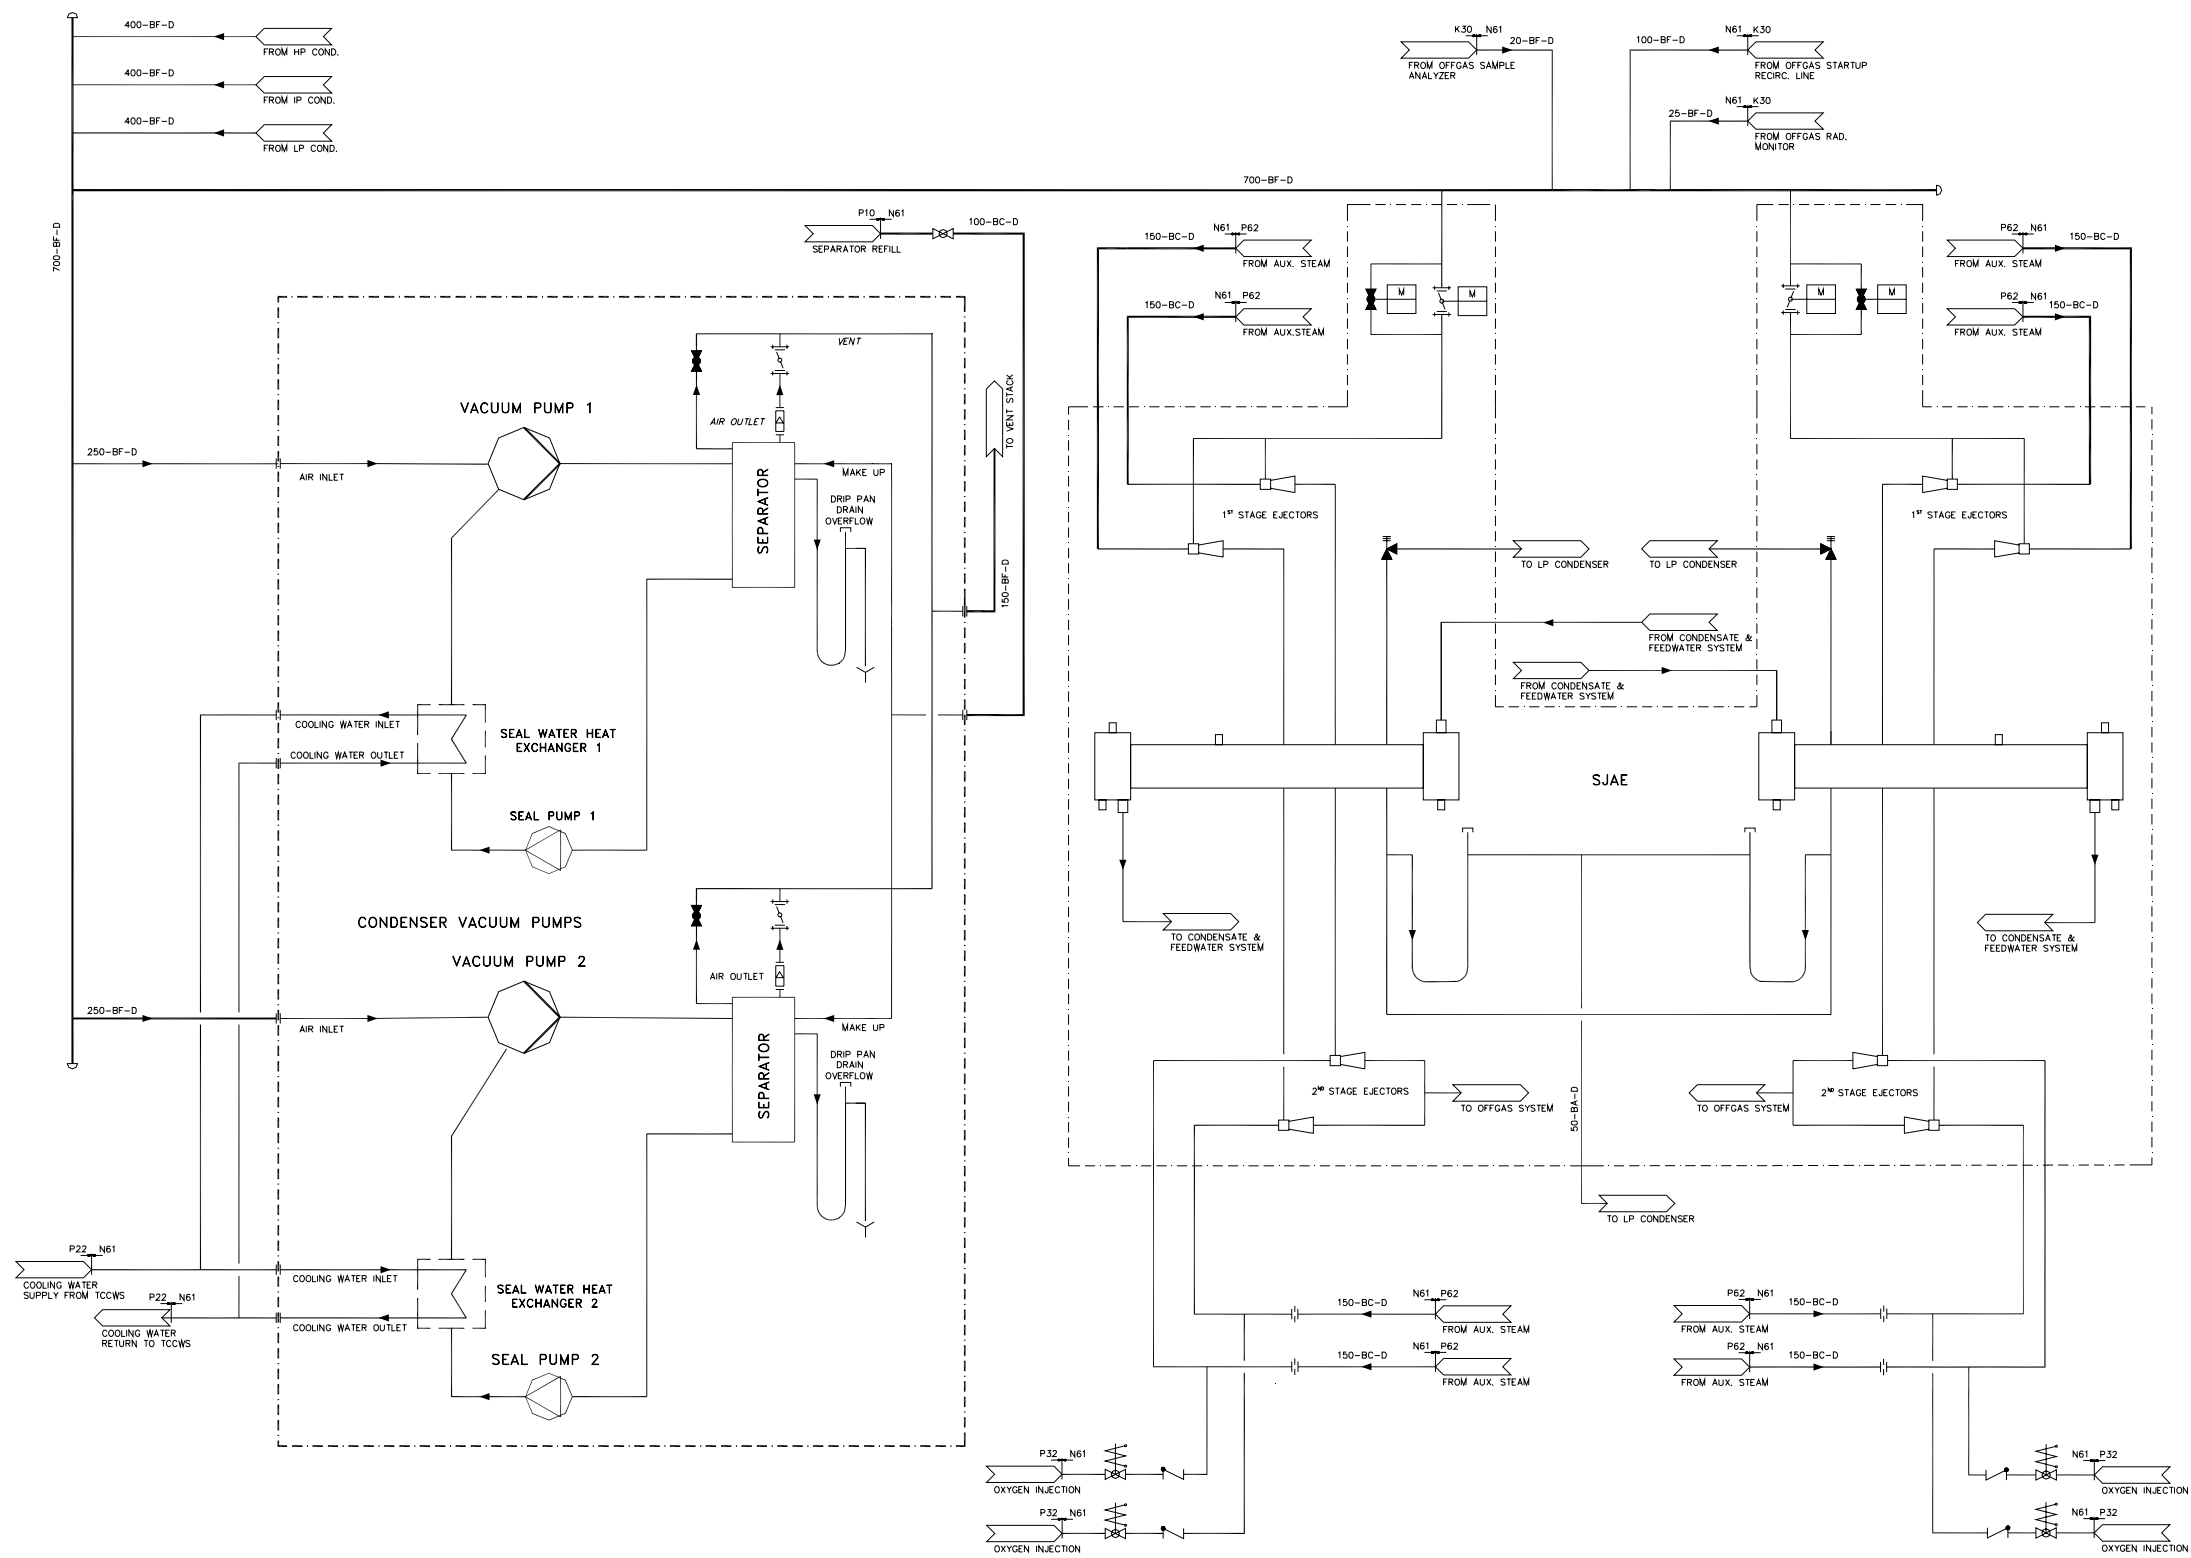 400-BF-D
FROM HP COND.
400-BF-D
FROM IP COND.
400-BF-D
FROM LP COND.
K30 N61
20-BF-D
FROM OFFGAS SAMPLE
ANALYZER
100-BF-D
N61 K30
FROM OFFGAS STARTUP
RECIRC. LINE
N61 K30
25-BF-D
FROM OFFGAS RAD.
MONITOR
700-BF-D
700-BF-D
P10 N61
100-BC-D
SEPARATOR REFILL
N61 P62
150-BC-D
FROM AUX. STEAM
N61 P62
150-BC-D
FROM AUX.STEAM
M
M
M
M
P62 N61
150-BC-D
FROM AUX. STEAM
P62 N61
150-BC-D
FROM AUX. STEAM
VENT
TO VENT STACK
VACUUM PUMP 1
AIR OUTLET
250-BF-D
AIR INLET
SEPARATOR
MAKE UP
DRIP PAN
DRAIN
OVERFLOW
150-BF-D
1ST STAGE EJECTORS
1ST STAGE EJECTORS
TO LP CONDENSER
TO LP CONDENSER
FROM CONDENSATE &
FEEDWATER SYSTEM
FROM CONDENSATE &
FEEDWATER SYSTEM
COOLING WATER INLET
COOLING WATER OUTLET
SEAL WATER HEAT
EXCHANGER 1
SEAL PUMP 1
SJAE
CONDENSER VACUUM PUMPS
TO CONDENSATE &
FEEDWATER SYSTEM
TO CONDENSATE &
FEEDWATER SYSTEM
VACUUM PUMP 2
AIR OUTLET
250-BF-D
AIR INLET
SEPARATOR
MAKE UP
DRIP PAN
DRAIN
OVERFLOW
2ND STAGE EJECTORS
TO OFFGAS SYSTEM
50-BA-D
TO OFFGAS SYSTEM
2ND STAGE EJECTORS
TO LP CONDENSER
P22 N61
COOLING WATER
SUPPLY FROM TCCWS
COOLING WATER INLET
P22 N61
COOLING WATER
RETURN TO TCCWS
COOLING WATER OUTLET
SEAL WATER HEAT
EXCHANGER 2
SEAL PUMP 2
150-BC-D
N61 P62
FROM AUX. STEAM
150-BC-D
N61 P62
FROM AUX. STEAM
P62 N61
150-BC-D
FROM AUX. STEAM
P62 N61
150-BC-D
FROM AUX. STEAM
P32 N61
OXYGEN INJECTION
P32 N61
OXYGEN INJECTION
N61 P32
OXYGEN INJECTION
N61 P32
OXYGEN INJECTION